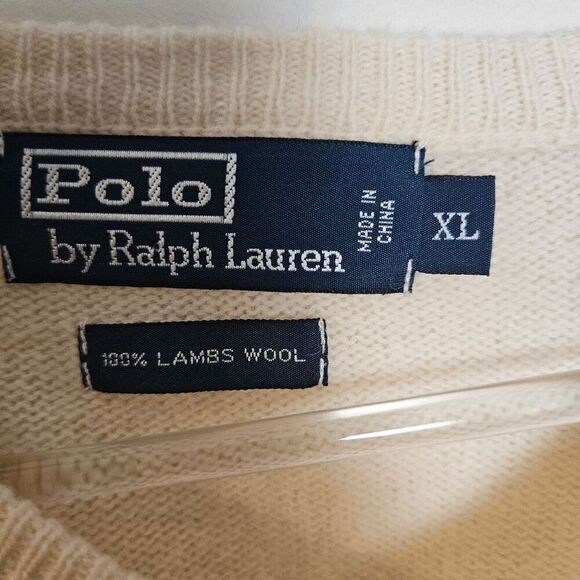 Polo
by Ralph Lauren
MADE IN
CHINA
XL
100% LAMBS WOOL